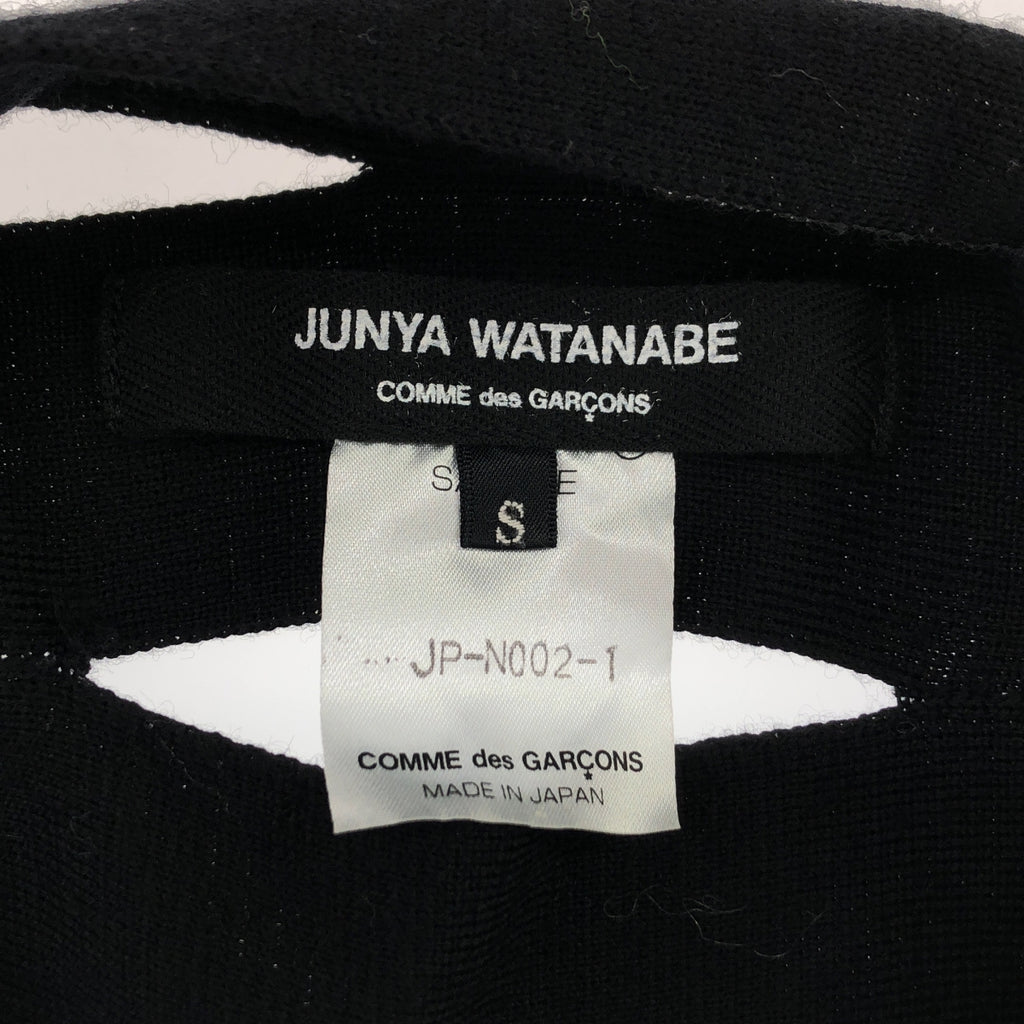 JUNYA WATANABE
COMME des GARÇONS
S
JP-N002-1
COMME des GARÇONS
MADE IN JAPAN